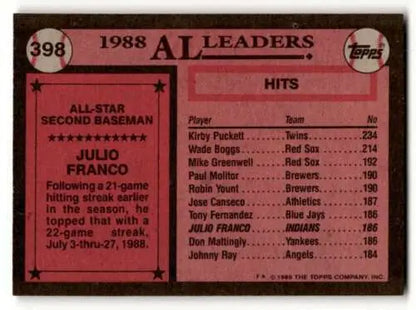 398
1988 AL LEADERS
Topps
ALL-STAR
SECOND BASEMAN
JULIO
FRANCO
Following a 21-game
hitting streak earlier
in the season, he
topped that with a
22-game streak,
July 3-thru-27, 1988.
HITS
Player Team No
Kirby Puckett Twins 234
Wade Boggs Red Sox 214
Mike Greenwell Red Sox 192
Paul Molitor Brewers 190
Robin Yount Brewers 190
Jose Canseco Athletics 187
Tony Fernandez Blue Jays 186
JULIO FRANCO INDIANS 186
Don Mattingly Yankees 186
Johnny Ray Angels 184
© 1989 THE TOPPS COMPANY, INC.